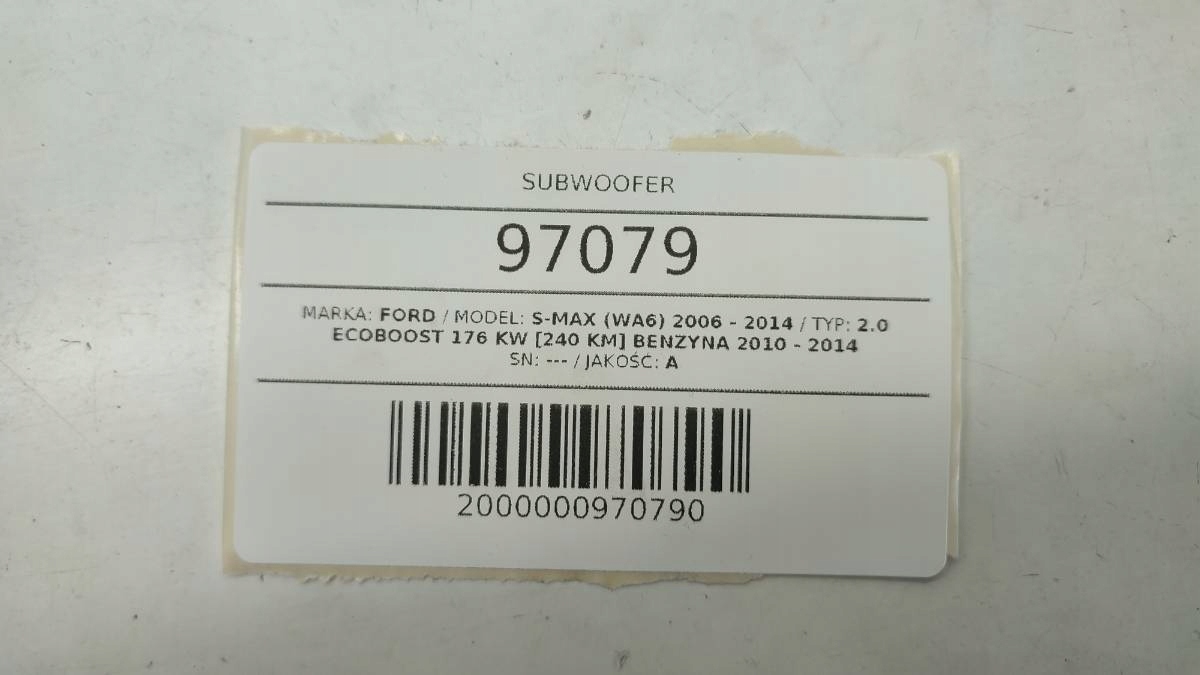 SUBWOOFER
97079
MARKA: FORD / MODEL: S-MAX (WA6) 2006 - 2014 / TYP: 2.0
ECOBOOST 176 KW [240 KM] BENZYNA 2010 - 2014
SN: --- / JAKOŚĆ: A
2000000970790